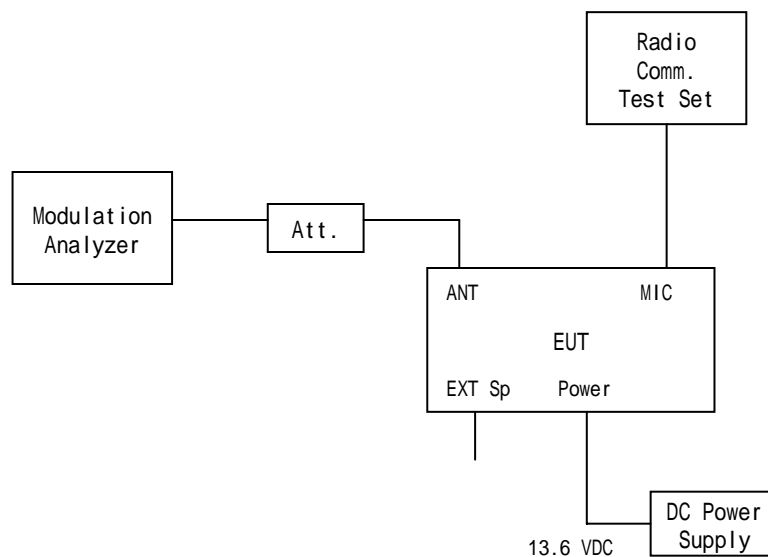 Radio
Comm.
Test Set
Modulation
Analyzer
Att.
ANT
MIC
EUT
EXT Sp
Power
DC Power
Supply
13.6 VDC